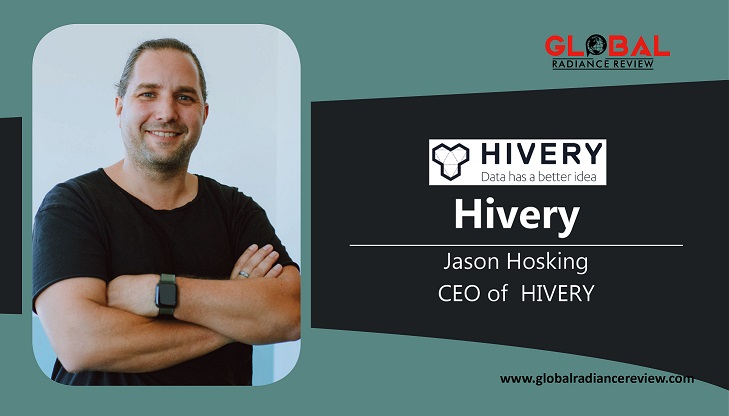 GLOBAL
RADIANCE REVIEW
HIVERY
Data has a better idea
Hivery
Jason Hosking
CEO of HIVERY
www.globalradiancereview.com